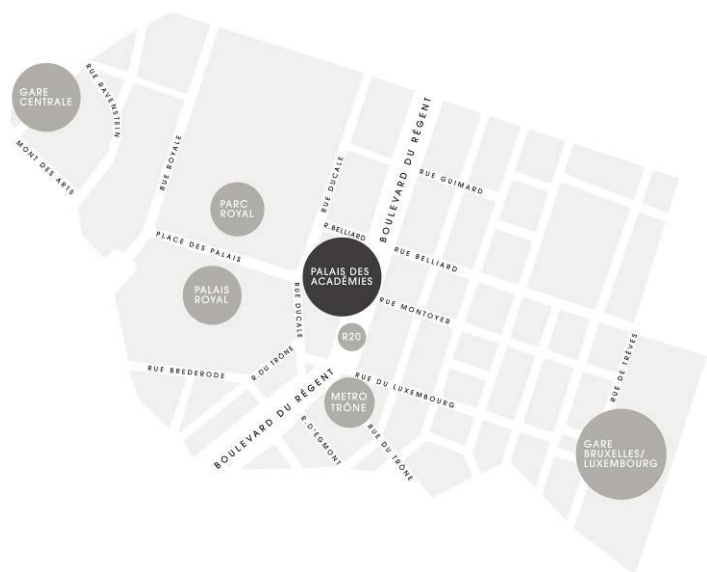 GARE
CENTRALE
RUE RAVENSTEIN
MONT DES ARTS
RUE ROYALE
PARC
ROYAL
RUE DUCALE
BOULEVARD DU RÉGENT
RUE GUIMARD
R.BELLIARD
RUE BELLIARD
PLACE DES PALAIS
PALAIS DES
ACADÉMIES
PALAIS
ROYAL
RUE DUCALE
RUE MONTOYER
R20
RUE DE TRÈVES
RUE BREDERODE
R.DU TRÔNE
BOULEVARD DU RÉGENT
RUE DU LUXEMBOURG
METRO
TRÔNE
R.D'EGMONT
RUE DU TRÔNE
GARE
BRUXELLES/
LUXEMBOURG